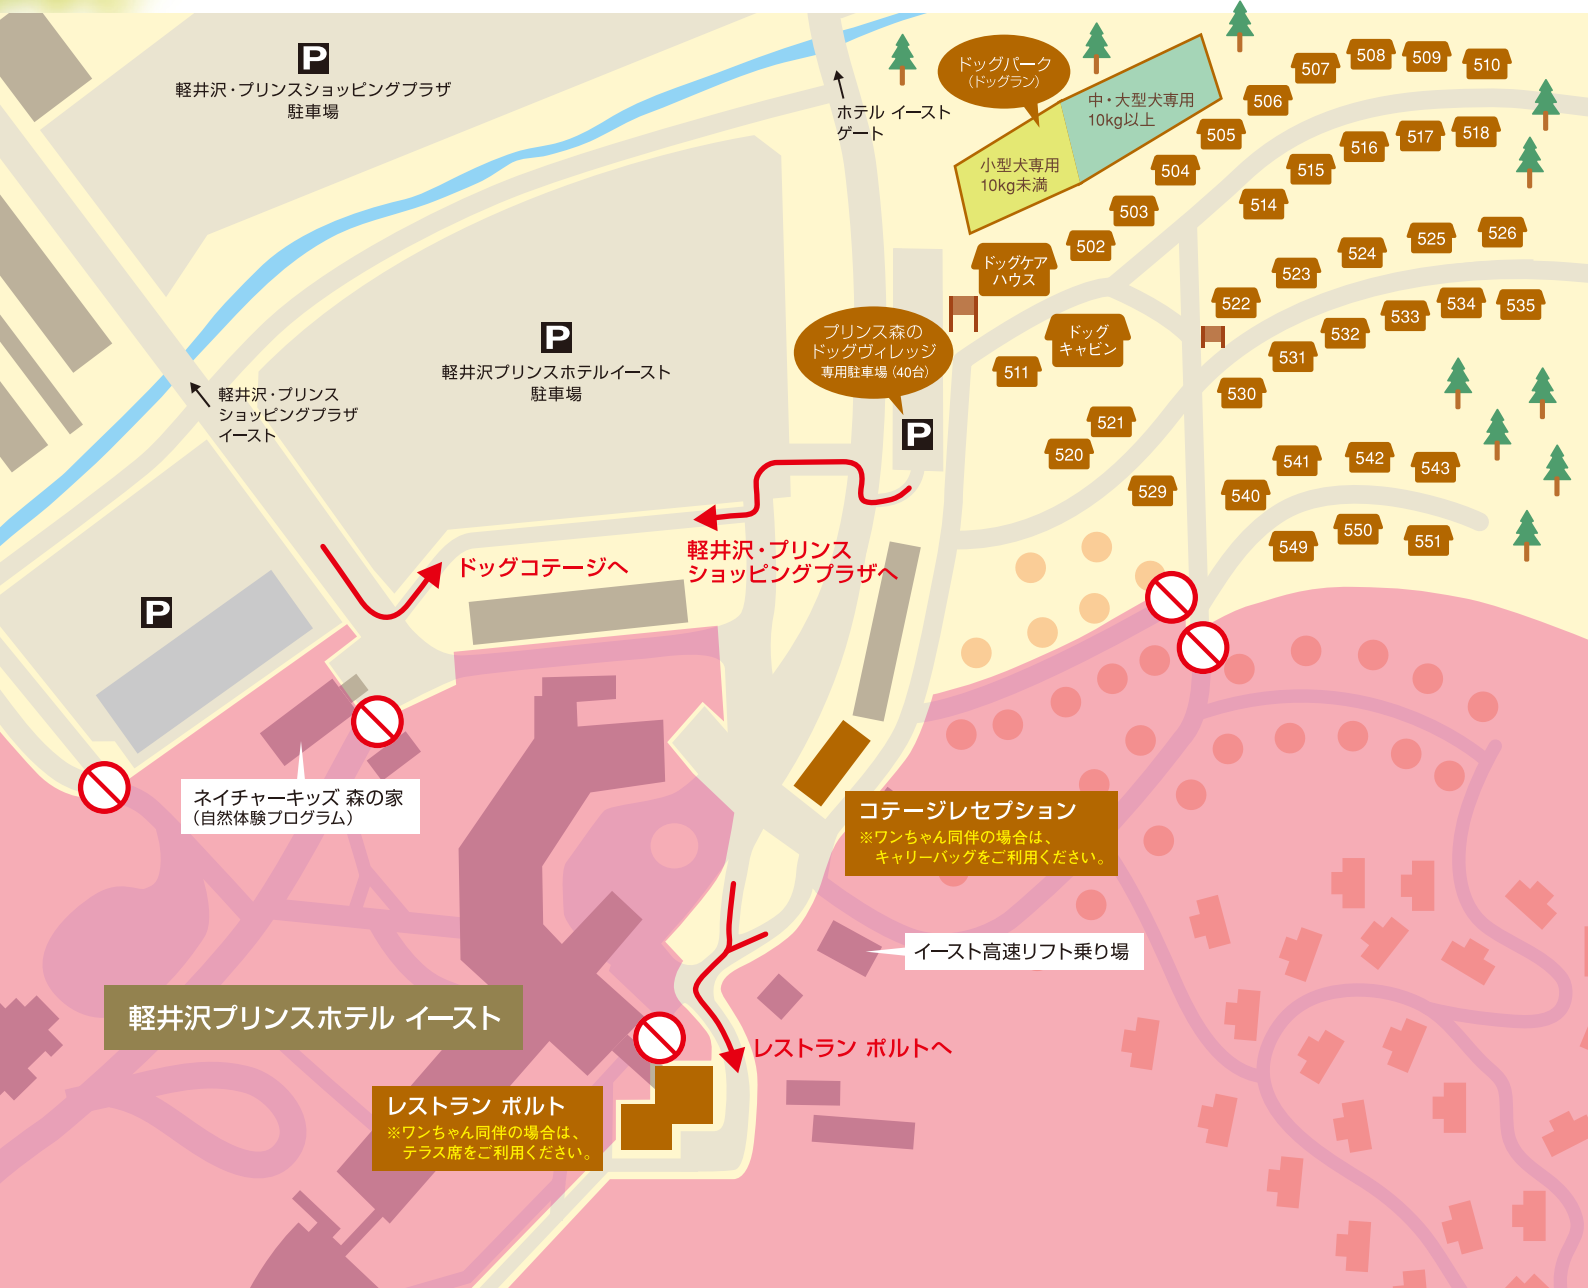 P
軽井沢・プリンスショッピングプラザ
駐車場
ホテル イースト
ゲート
ドッグパーク
（ドッグラン）
中・大型犬専用
10kg以上
小型犬専用
10kg未満
507
508
509
510
506
505
504
503
502
518
517
516
515
514
526
525
524
523
522
535
534
533
532
531
530
ドッグケア
ハウス
ドッグ
キャビン
511
521
520
529
540
541
542
543
549
550
551
プリンス森の
ドッグヴィレッジ
専用駐車場（40台）
P
P
軽井沢プリンスホテルイースト
駐車場
軽井沢・プリンス
ショッピングプラザ
イースト
P
ドッグコテージへ
軽井沢・プリンス
ショッピングプラザへ
ネイチャーキッズ 森の家
（自然体験プログラム）
コテージレセプション
※ワンちゃん同伴の場合は、
キャリーバッグをご利用ください。
イースト高速リフト乗り場
軽井沢プリンスホテル イースト
レストラン ポルトへ
レストラン ポルト
※ワンちゃん同伴の場合は、
テラス席をご利用ください。